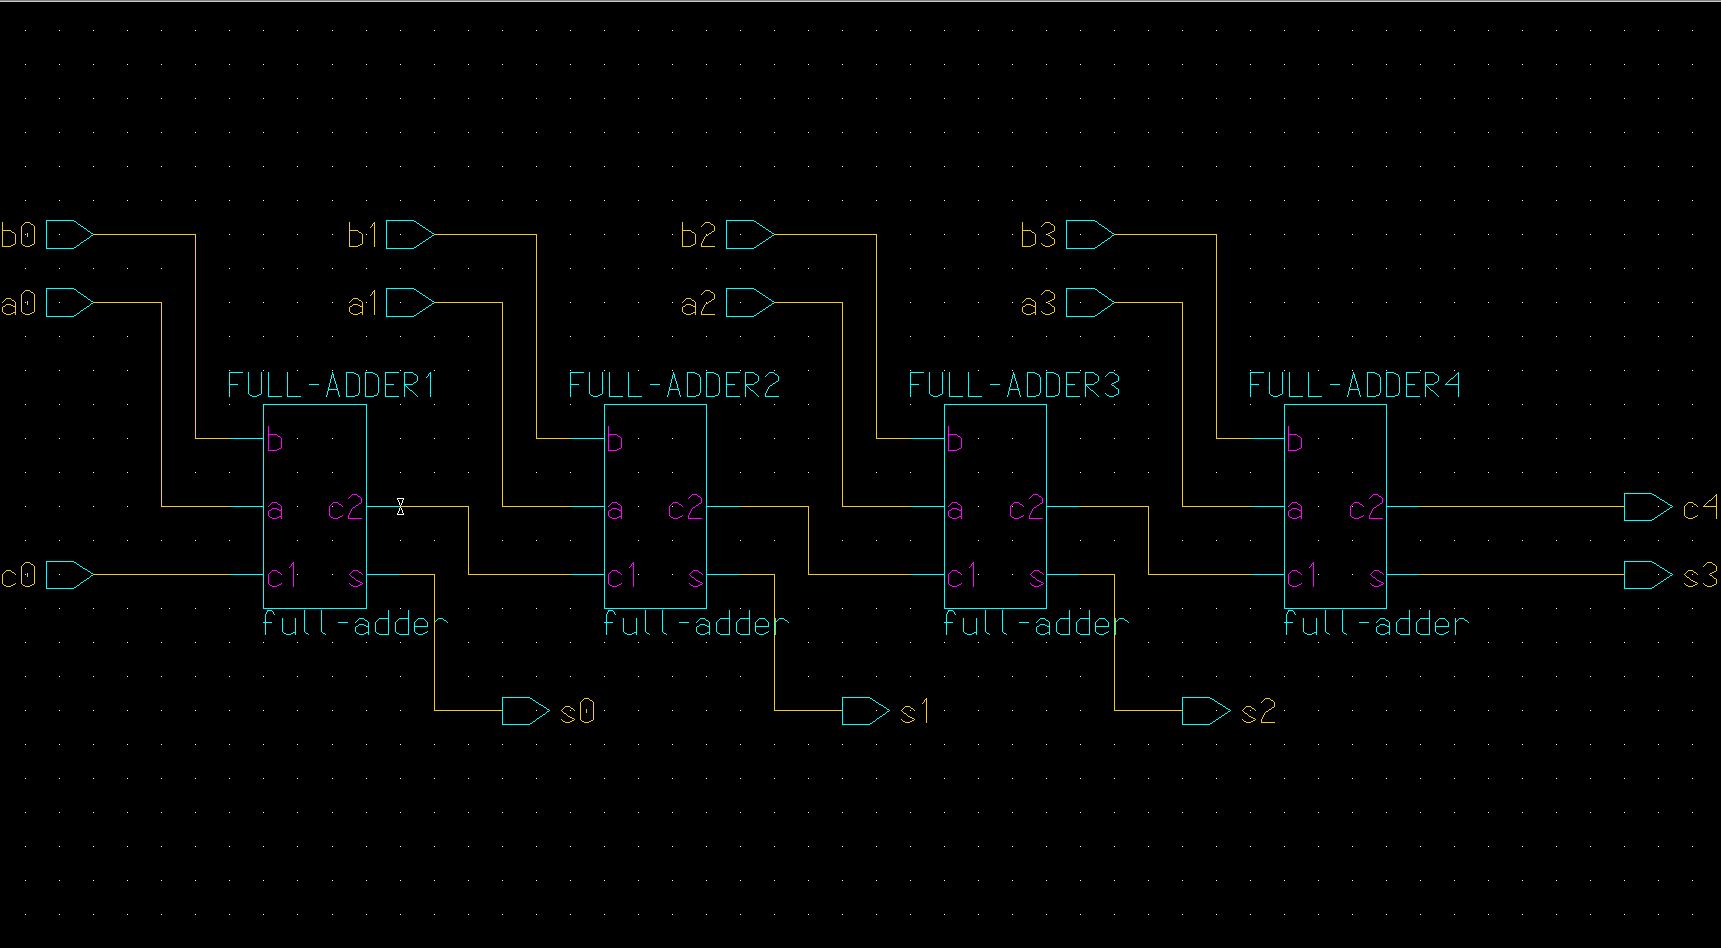 b0 b1 b2 b3
a0 a1 a2 a3
FULL-ADDER1 FULL-ADDER2 FULL-ADDER3 FULL-ADDER4
b b b b
a c2 a c2 a c2 a c2 c4
c0 c1 s c1 s c1 s c1 s s3
full-adder full-adder full-adder full-adder
s0 s1 s2